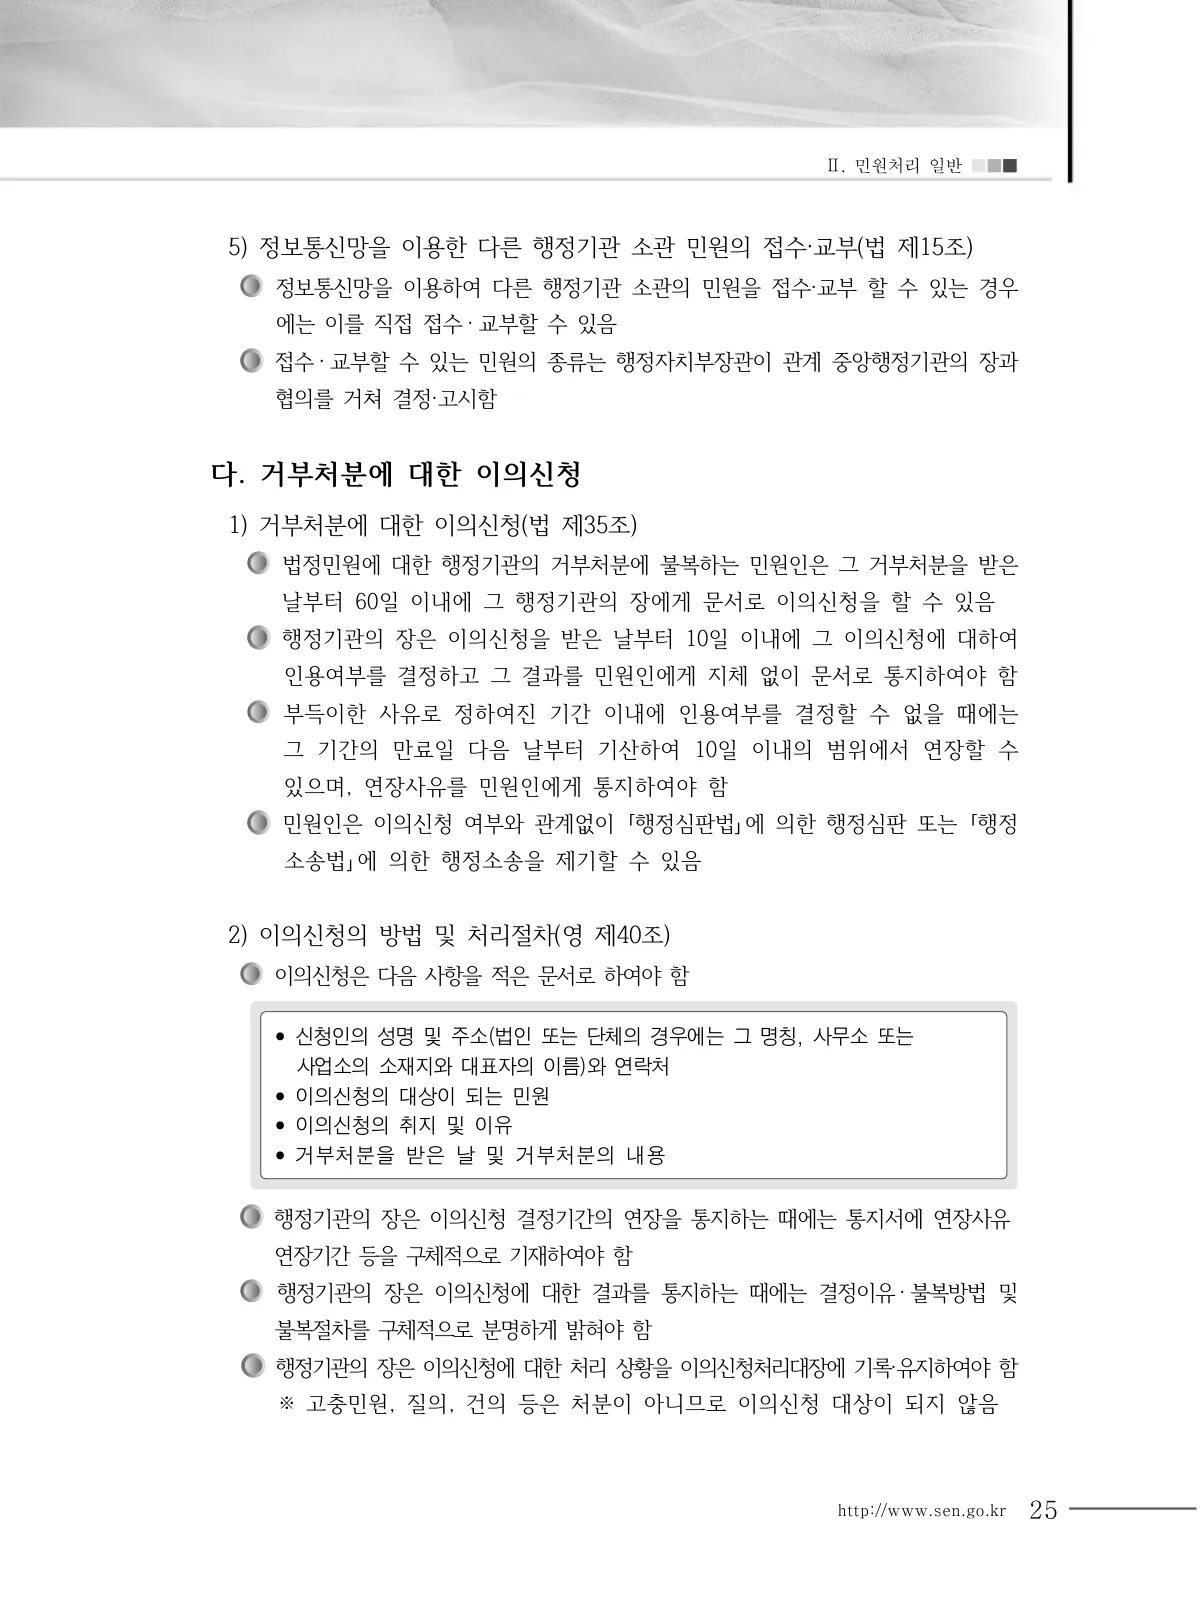 Ⅱ. 민원처리 일반
5) 정보통신망을 이용한 다른 행정기관 소관 민원의 접수·교부(법 제15조)
정보통신망을 이용하여 다른 행정기관 소관의 민원을 접수·교부 할 수 있는 경우
에는 이를 직접 접수·교부할 수 있음
접수·교부할 수 있는 민원의 종류는 행정자치부장관이 관계 중앙행정기관의 장과
협의를 거쳐 결정·고시함
다. 거부처분에 대한 이의신청
1) 거부처분에 대한 이의신청(법 제35조)
법정민원에 대한 행정기관의 거부처분에 불복하는 민원인은 그 거부처분을 받은
날부터 60일 이내에 그 행정기관의 장에게 문서로 이의신청을 할 수 있음
행정기관의 장은 이의신청을 받은 날부터 10일 이내에 그 이의신청에 대하여
인용여부를 결정하고 그 결과를 민원인에게 지체 없이 문서로 통지하여야 함
부득이한 사유로 정하여진 기간 이내에 인용여부를 결정할 수 없을 때에는
그 기간의 만료일 다음 날부터 기산하여 10일 이내의 범위에서 연장할 수
있으며, 연장사유를 민원인에게 통지하여야 함
민원인은 이의신청 여부와 관계없이 「행정심판법」에 의한 행정심판 또는 「행정
소송법」에 의한 행정소송을 제기할 수 있음
2) 이의신청의 방법 및 처리절차(영 제40조)
이의신청은 다음 사항을 적은 문서로 하여야 함
• 신청인의 성명 및 주소(법인 또는 단체의 경우에는 그 명칭, 사무소 또는
사업소의 소재지와 대표자의 이름)와 연락처
• 이의신청의 대상이 되는 민원
• 이의신청의 취지 및 이유
• 거부처분을 받은 날 및 거부처분의 내용
행정기관의 장은 이의신청 결정기간의 연장을 통지하는 때에는 통지서에 연장사유
연장기간 등을 구체적으로 기재하여야 함
행정기관의 장은 이의신청에 대한 결과를 통지하는 때에는 결정이유·불복방법 및
불복절차를 구체적으로 분명하게 밝혀야 함
행정기관의 장은 이의신청에 대한 처리 상황을 이의신청처리대장에 기록·유지하여야 함
※ 고충민원, 질의, 건의 등은 처분이 아니므로 이의신청 대상이 되지 않음
http://www.sen.go.kr 25